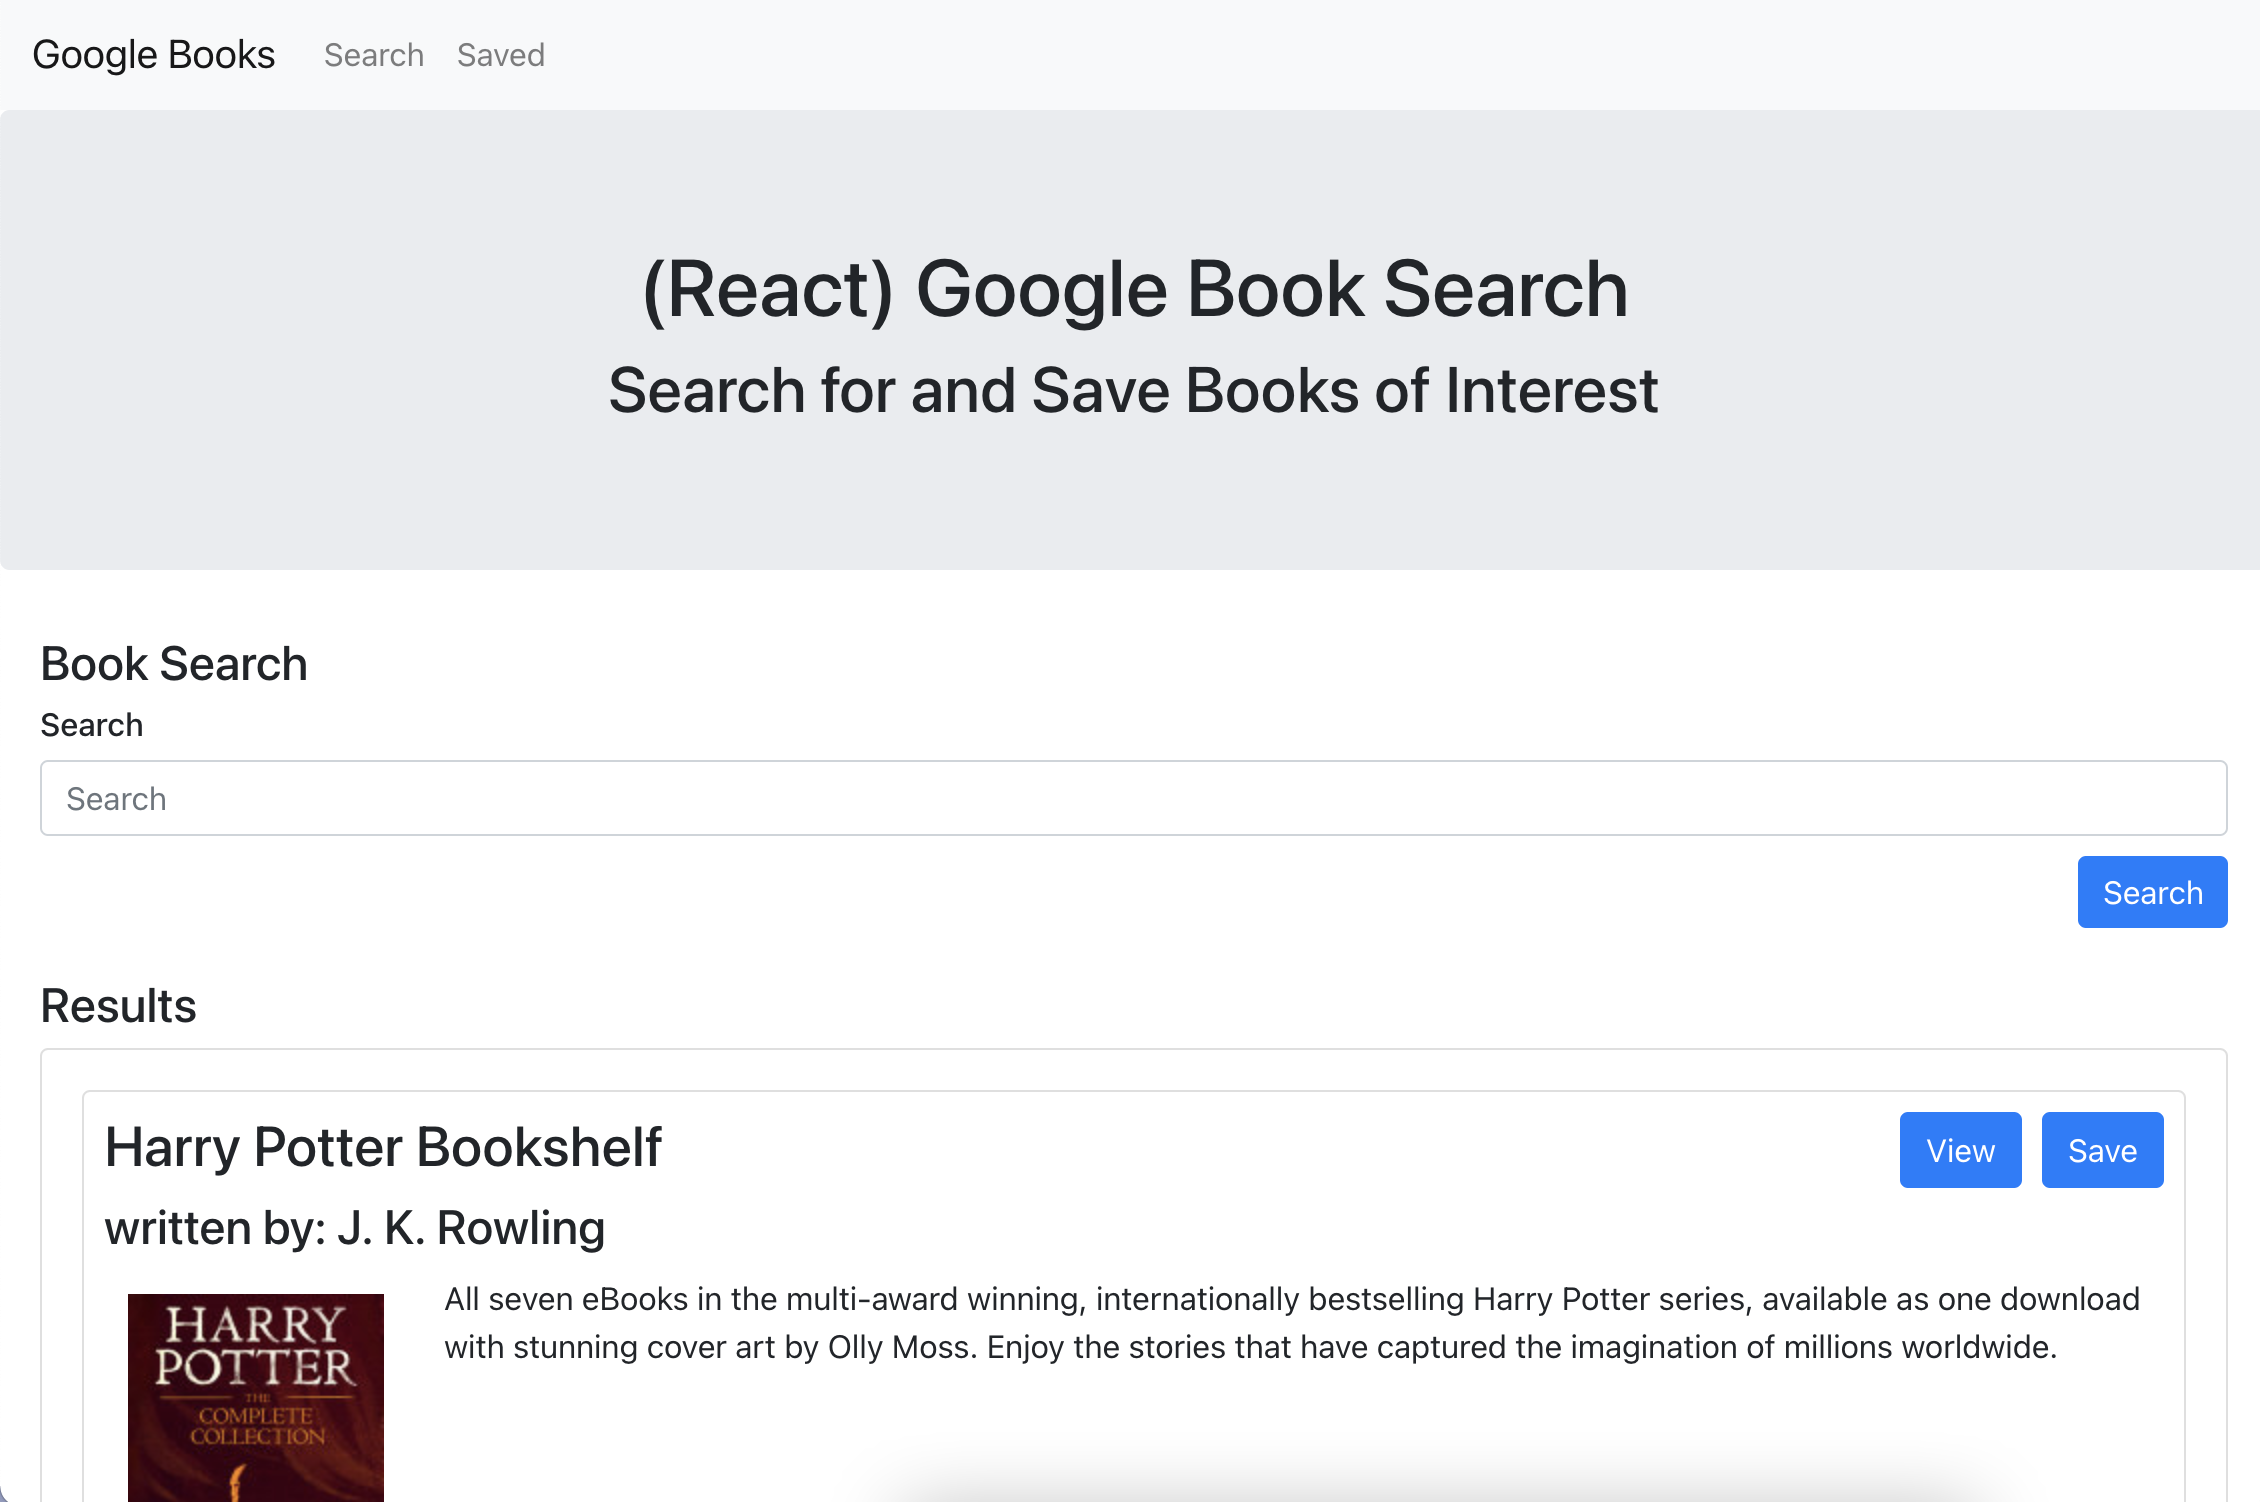 Google Books Search Saved
(React) Google Book Search
Search for and Save Books of Interest
Book Search
Search
Search
Search
Results
Harry Potter Bookshelf
View Save
written by: J. K. Rowling
All seven eBooks in the multi-award winning, internationally bestselling Harry Potter series, available as one download
with stunning cover art by Olly Moss. Enjoy the stories that have captured the imagination of millions worldwide.
HARRY
POTTER
THE
COMPLETE
COLLECTION